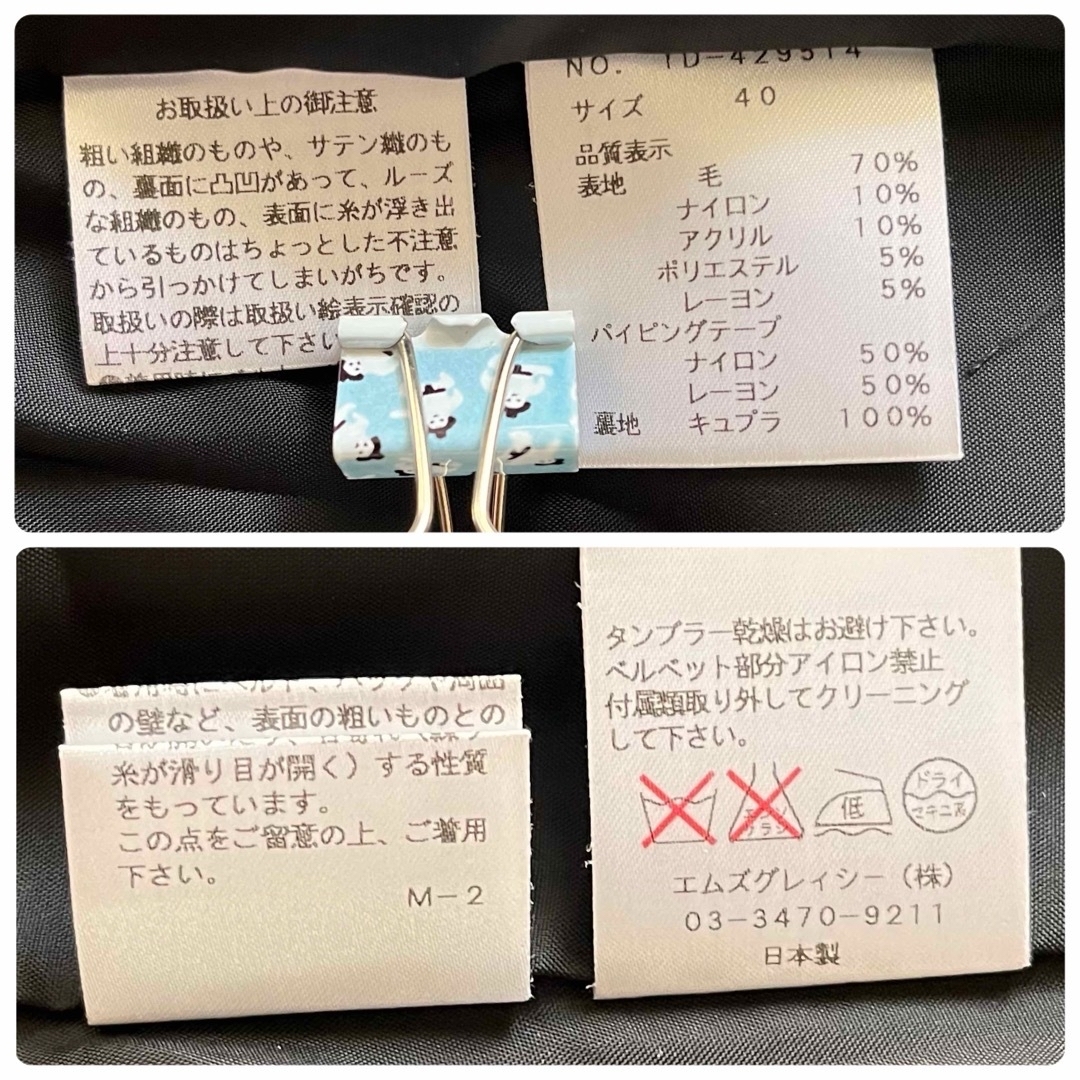 お取扱い上の御注意
粗い組織のものや、サテン織のも
の、裏面に凸凹があって、ルーズ
な組織のもの、表面に糸が浮き出
ているものはちょっとした不注意
から引っかけてしまいがちです。
取扱いの際は取扱い絵表示確認の
上十分注意して下さい
NO. TD-429514
サイズ 40
品質表示
表地 毛 70%
ナイロン 10%
アクリル 10%
ポリエステル 5%
レーヨン 5%
パイピングテープ
ナイロン 50%
レーヨン 50%
裏地 キュプラ 100%
の壁など、表面の粗いものとの
糸が滑り目が開く）する性質
をもっています。
この点をご留意の上、ご着用
下さい。
M-2
タンブラー乾燥はお避け下さい。
ベルベット部分アイロン禁止
付属類取り外してクリーニング
して下さい。
エンソサラシ 低 ドライ
セキユ系
エムズグレイシー（株）
03-3470-9211
日本製